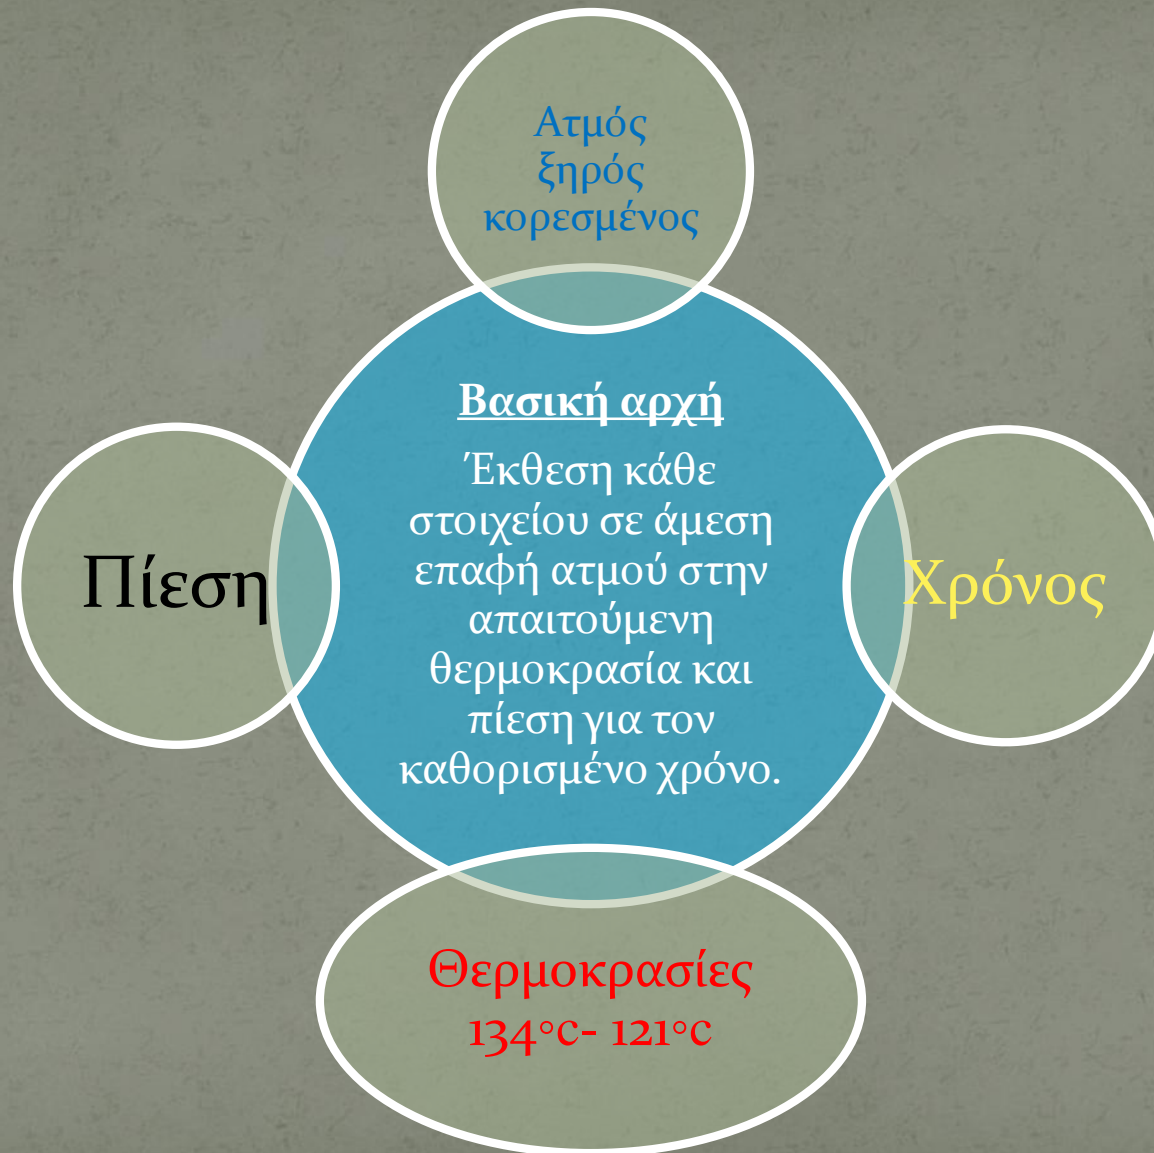 Ατμός
ξηρός
κορεσμένος
Βασική αρχή
Έκθεση κάθε
στοιχείου σε άμεση
επαφή ατμού στην
απαιτούμενη
θερμοκρασία και
πίεση για τον
καθορισμένο χρόνο.
Πίεση
Χρόνος
Θερμοκρασίες
134°c- 121°c